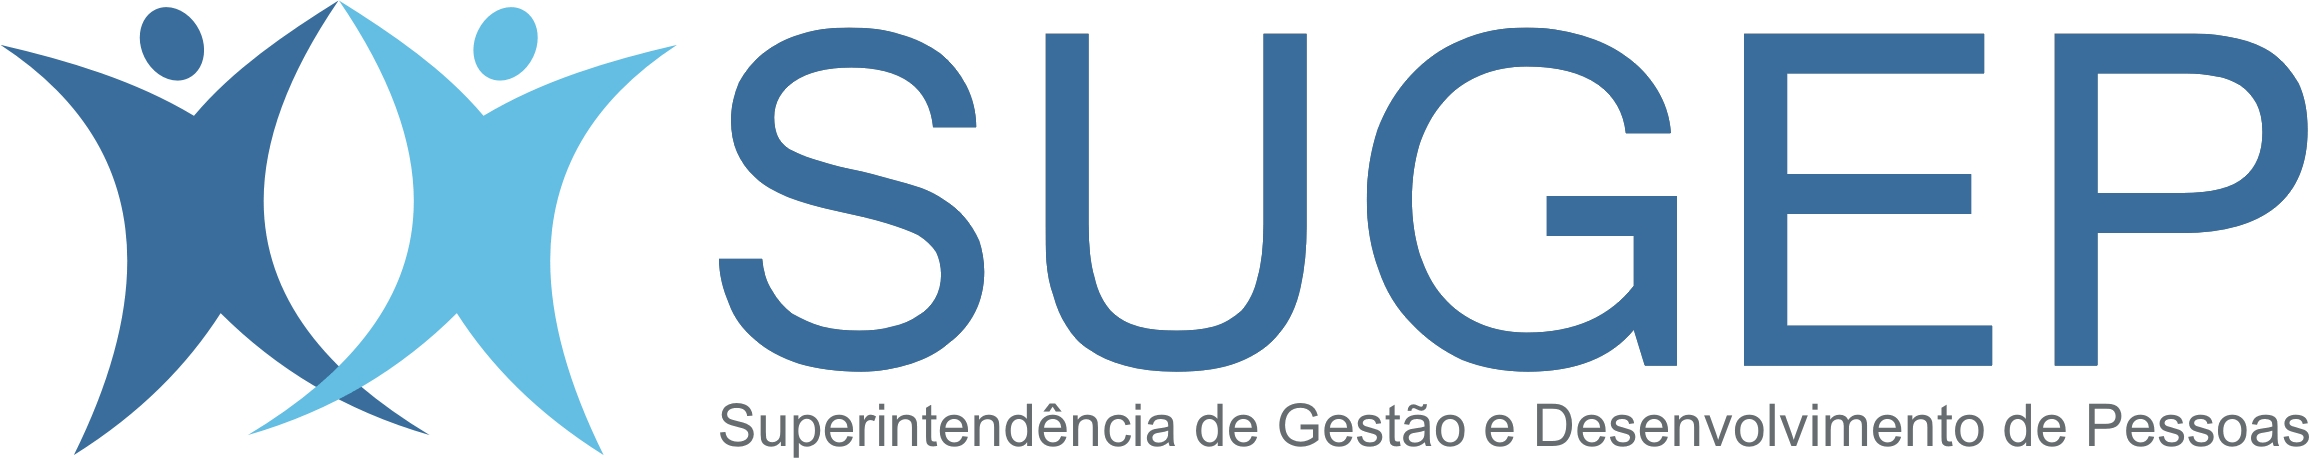 SUGEP
Superintendência de Gestão e Desenvolvimento de Pessoas